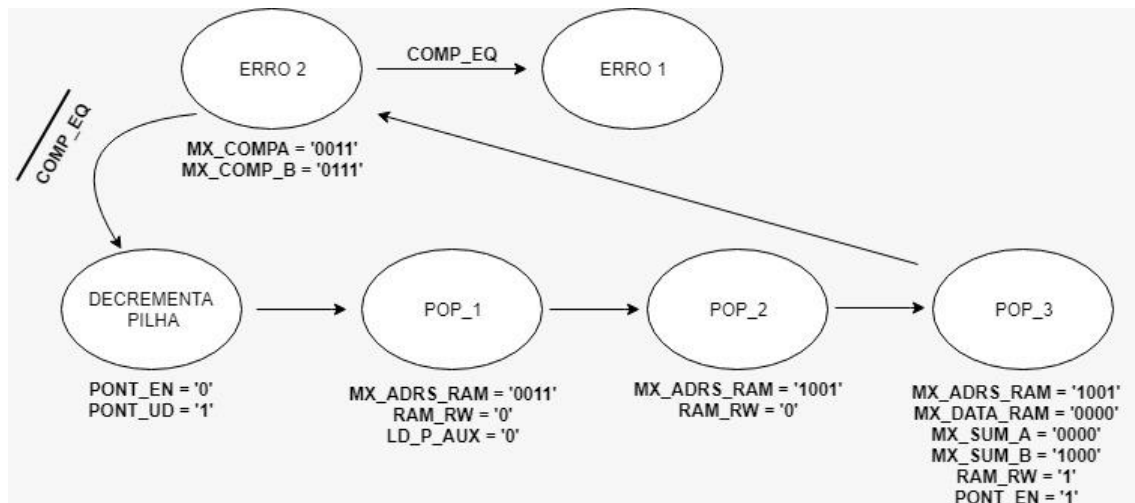 COMP_EQ
ERRO 2
ERRO 1
COMP_EQ
MX_COMPA = '0011'
MX_COMP_B = '0111'
DECREMENTA
PILHA
POP_1
POP_2
POP_3
PONT_EN = '0'
PONT_UD = '1'
MX_ADRS_RAM = '0011'
RAM_RW = '0'
LD_P_AUX = '0'
MX_ADRS_RAM = '1001'
RAM_RW = '0'
MX_ADRS_RAM = '1001'
MX_DATA_RAM = '0000'
MX_SUM_A = '0000'
MX_SUM_B = '1000'
RAM_RW = '1'
PONT_EN = '1'